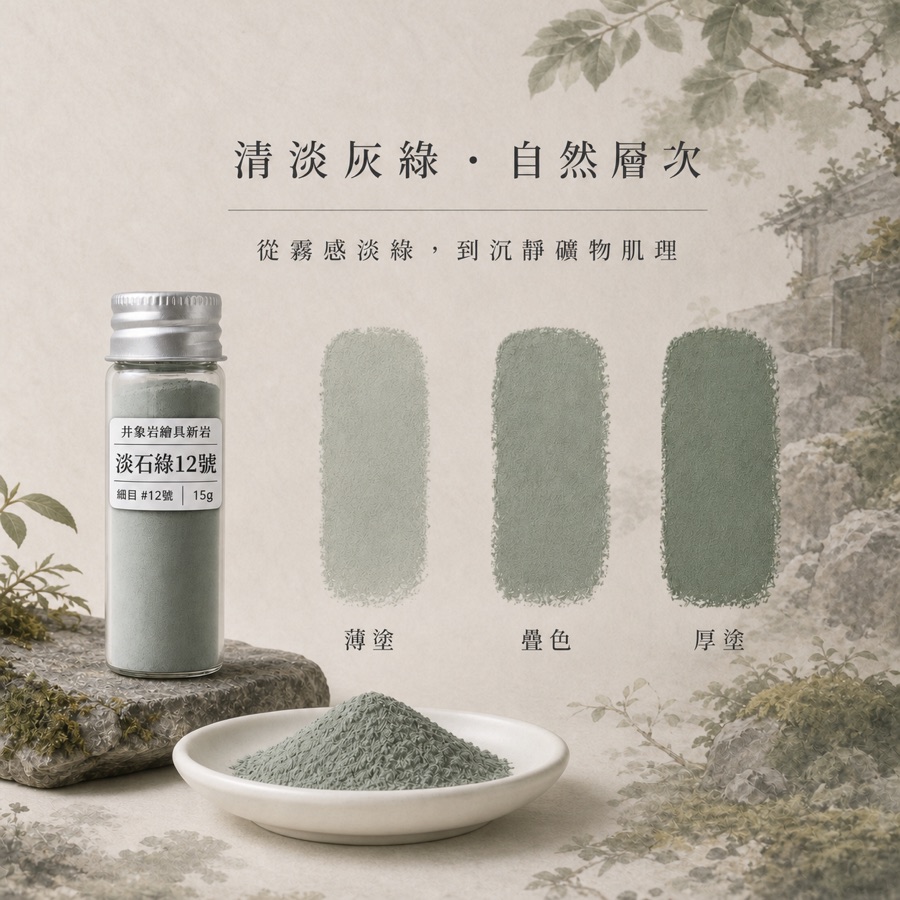 清淡灰綠・自然層次
從霧感淡綠，到沉靜礦物肌理
井象岩繪具新岩
淡石綠12號
細目 #12號 | 15g
薄塗
疊色
厚塗